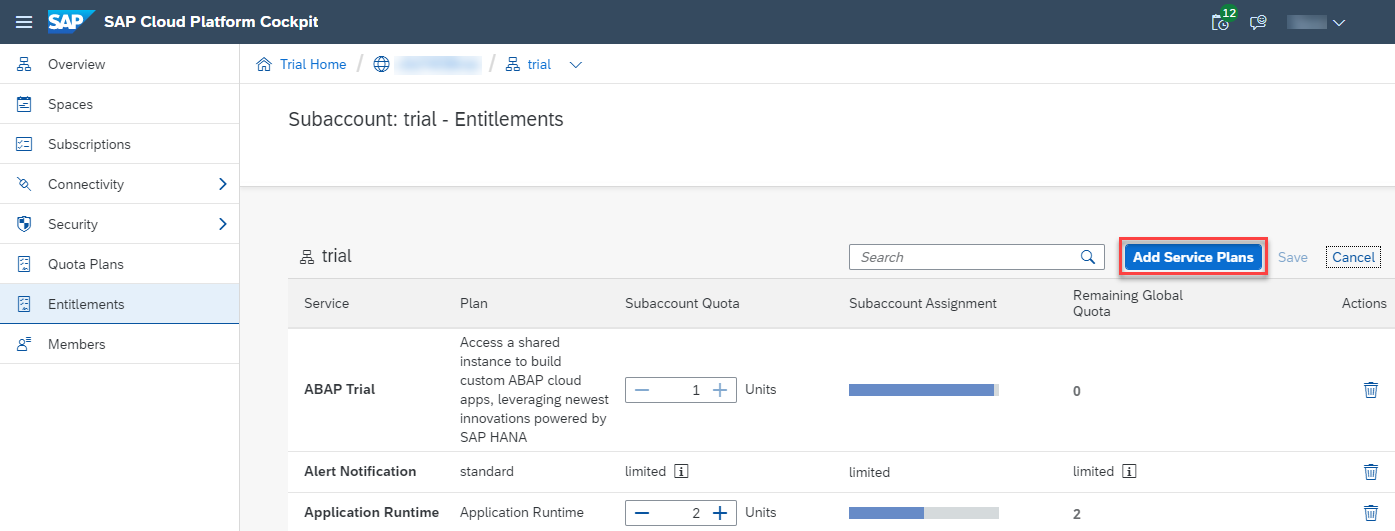 SAP SAP Cloud Platform Cockpit 12
Overview
Spaces
Subscriptions
Connectivity
Security
Quota Plans
Entitlements
Members
Trial Home / / trial
Subaccount: trial - Entitlements
trial Search Add Service Plans Save Cancel
Service Plan Subaccount Quota Subaccount Assignment Remaining Global Quota Actions
ABAP Trial
Access a shared
instance to build
custom ABAP cloud
apps, leveraging newest
innovations powered by
SAP HANA
1 Units 0
Alert Notification standard limited limited limited
Application Runtime Application Runtime 2 Units 2